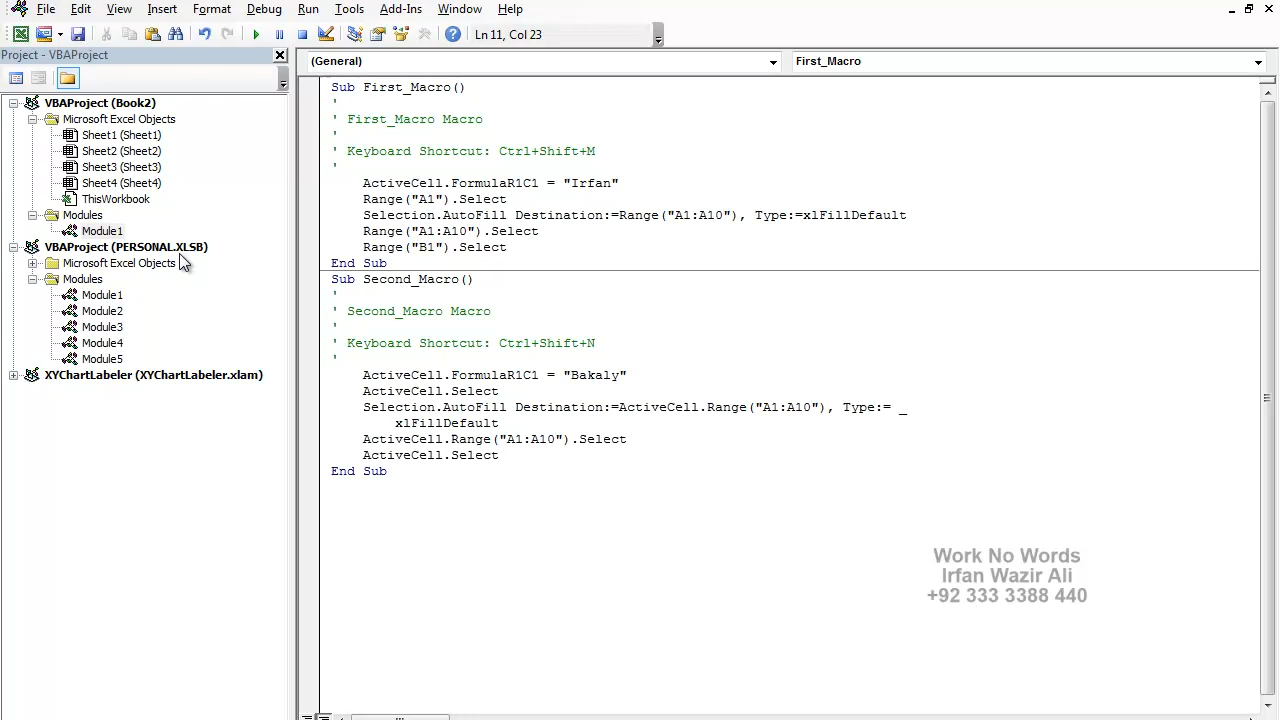 File Edit View Insert Format Debug Run Tools Add-Ins Window Help
Ln 11, Col 23
Project - VBAProject
(General) First_Macro
VBAProject (Book2)
Microsoft Excel Objects
Sheet1 (Sheet1)
Sheet2 (Sheet2)
Sheet3 (Sheet3)
Sheet4 (Sheet4)
ThisWorkbook
Modules
Module1
VBAProject (PERSONAL.XLSB)
Microsoft Excel Objects
Modules
Module1
Module2
Module3
Module4
Module5
XYChartLabeler (XYChartLabeler.xlam)
Sub First_Macro()
'
' First_Macro Macro
'
' Keyboard Shortcut: Ctrl+Shift+M
'
ActiveCell.FormulaR1C1 = "Irfan"
Range("A1").Select
Selection.AutoFill Destination:=Range("A1:A10"), Type:=xlFillDefault
Range("A1:A10").Select
Range("B1").Select
End Sub
Sub Second_Macro()
'
' Second_Macro Macro
'
' Keyboard Shortcut: Ctrl+Shift+N
'
ActiveCell.FormulaR1C1 = "Bakaly"
ActiveCell.Select
Selection.AutoFill Destination:=ActiveCell.Range("A1:A10"), Type:= _
xlFillDefault
ActiveCell.Range("A1:A10").Select
ActiveCell.Select
End Sub
Work No Words
Irfan Wazir Ali
+92 333 3388 440